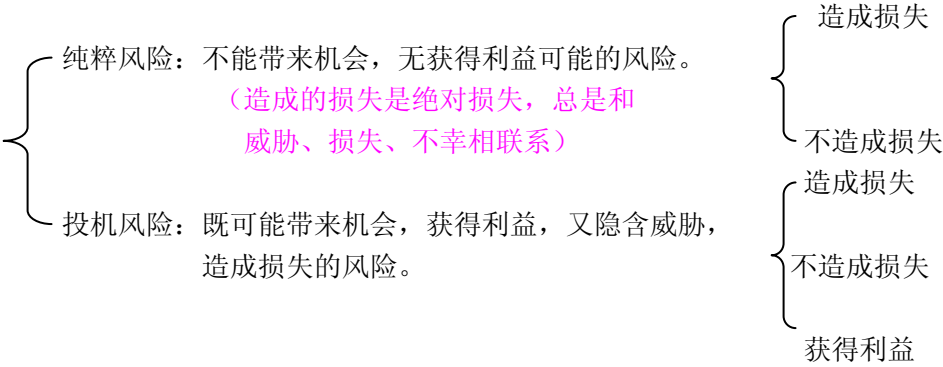 造成损失
纯粹风险：不能带来机会，无获得利益可能的风险。
（造成的损失是绝对损失，总是和
威胁、损失、不幸相联系）
不造成损失
造成损失
投机风险：既可能带来机会，获得利益，又隐含威胁，
造成损失的风险。
不造成损失
获得利益